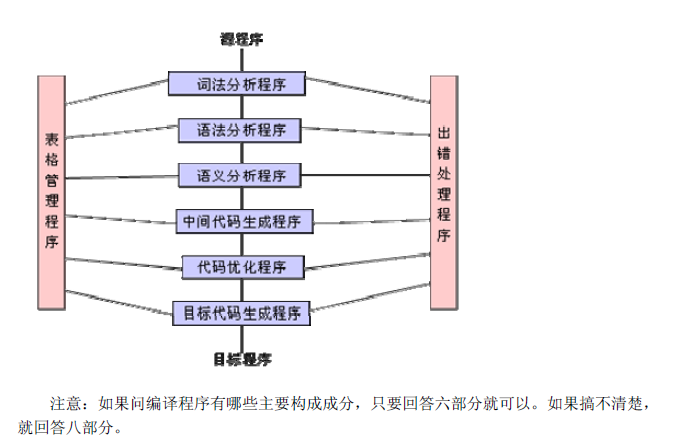 源程序
词法分析程序
语法分析程序
语义分析程序
中间代码生成程序
代码优化程序
目标代码生成程序
目标程序
表格管理程序
出错处理程序
注意：如果问编译程序有哪些主要构成成分，只要回答六部分就可以。如果搞不清楚，
就回答八部分。